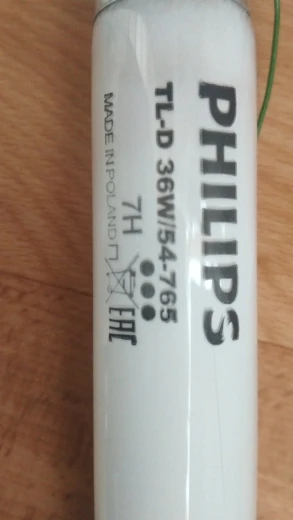 PHILIPS
TL-D 36W/54-765
7H
MADE IN POLAND П EAC